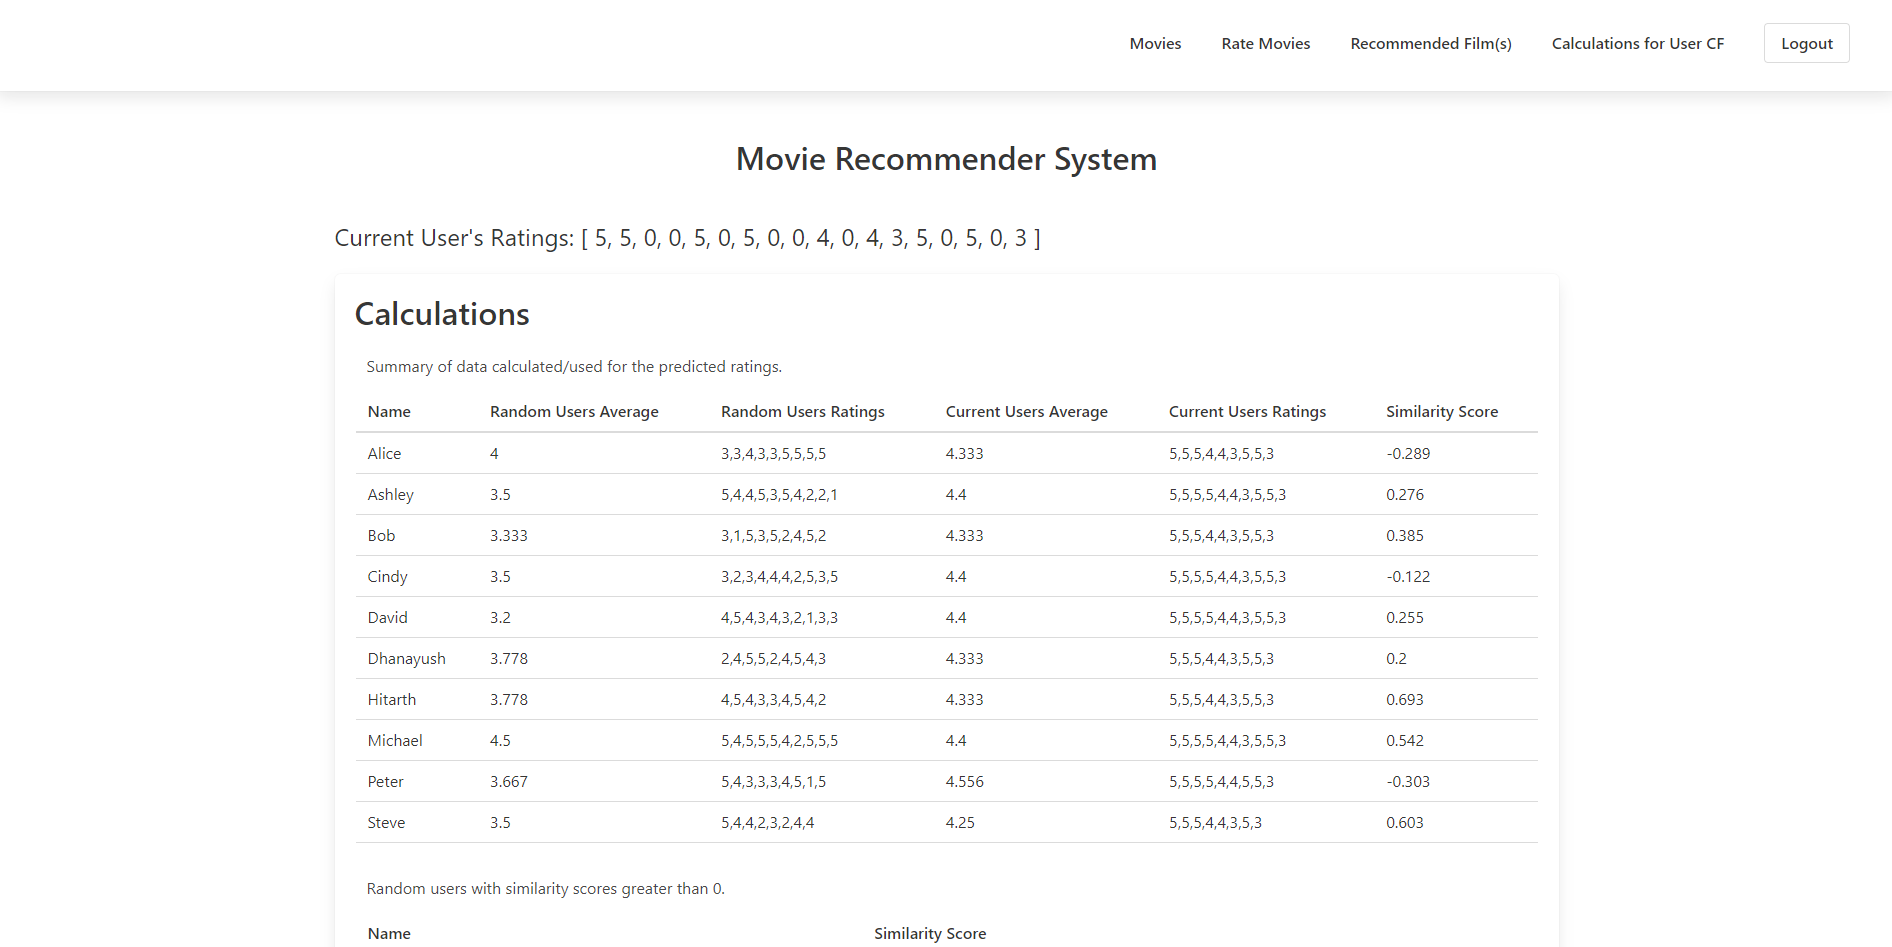 Movies Rate Movies Recommended Film(s) Calculations for User CF Logout
Movie Recommender System
Current User's Ratings: [ 5, 5, 0, 0, 5, 0, 5, 0, 0, 4, 0, 4, 3, 5, 0, 5, 0, 3 ]
Calculations
Summary of data calculated/used for the predicted ratings.
Name Random Users Average Random Users Ratings Current Users Average Current Users Ratings Similarity Score
Alice 4 3,3,4,3,3,5,5,5,5 4.333 5,5,5,4,4,3,5,5,3 -0.289
Ashley 3.5 5,4,4,5,3,5,4,2,2,1 4.4 5,5,5,5,4,4,3,5,5,3 0.276
Bob 3.333 3,1,5,3,5,2,4,5,2 4.333 5,5,5,4,4,3,5,5,3 0.385
Cindy 3.5 3,2,3,4,4,4,2,5,3,5 4.4 5,5,5,5,4,4,3,5,5,3 -0.122
David 3.2 4,5,4,3,4,3,2,1,3,3 4.4 5,5,5,5,4,4,3,5,5,3 0.255
Dhanayush 3.778 2,4,5,5,2,4,5,4,3 4.333 5,5,5,4,4,3,5,5,3 0.2
Hitarth 3.778 4,5,4,3,3,4,5,4,2 4.333 5,5,5,4,4,3,5,5,3 0.693
Michael 4.5 5,4,5,5,5,4,2,5,5,5 4.4 5,5,5,5,4,4,3,5,5,3 0.542
Peter 3.667 5,4,3,3,3,4,5,1,5 4.556 5,5,5,5,4,4,5,5,3 -0.303
Steve 3.5 5,4,4,2,3,2,4,4 4.25 5,5,5,4,4,3,5,3 0.603
Random users with similarity scores greater than 0.
Name Similarity Score